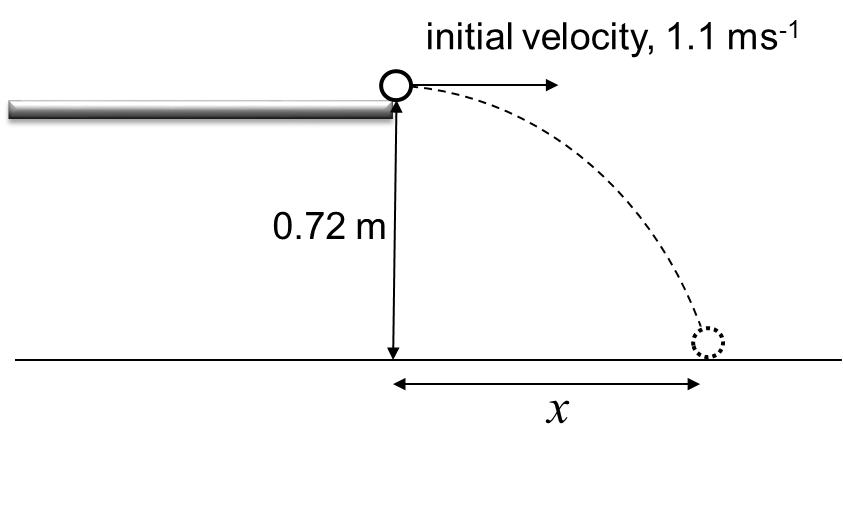 initial velocity, 1.1 ms⁻¹
0.72 m
x